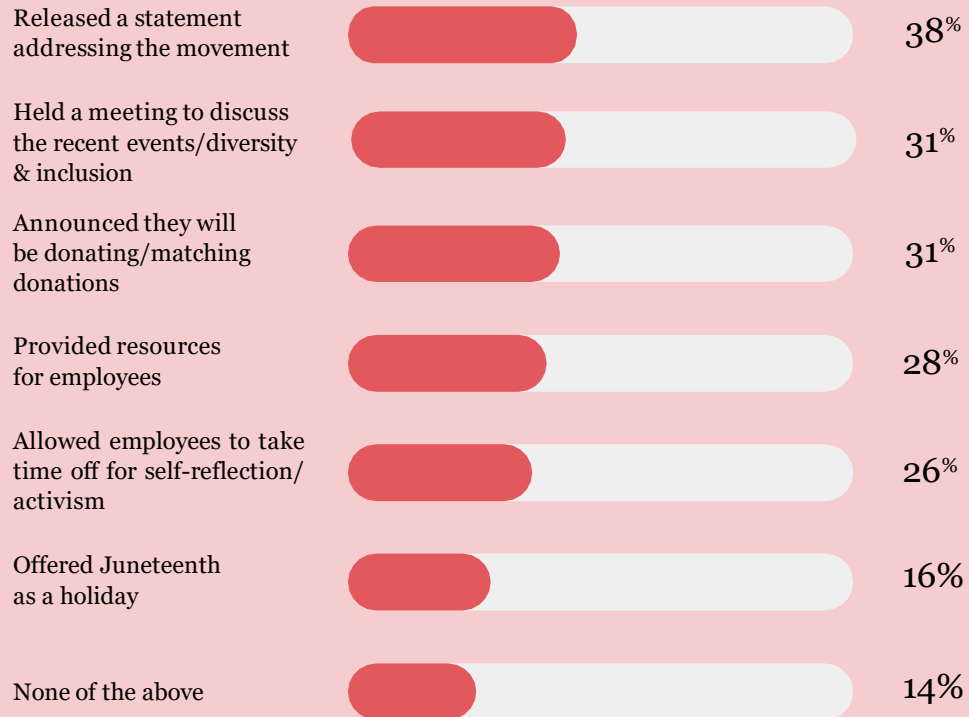 Released a statement
addressing the movement
38%
Held a meeting to discuss
the recent events/diversity
& inclusion
31%
Announced they will
be donating/matching
donations
31%
Provided resources
for employees
28%
Allowed employees to take
time off for self-reflection/
activism
26%
Offered Juneteenth
as a holiday
16%
None of the above
14%